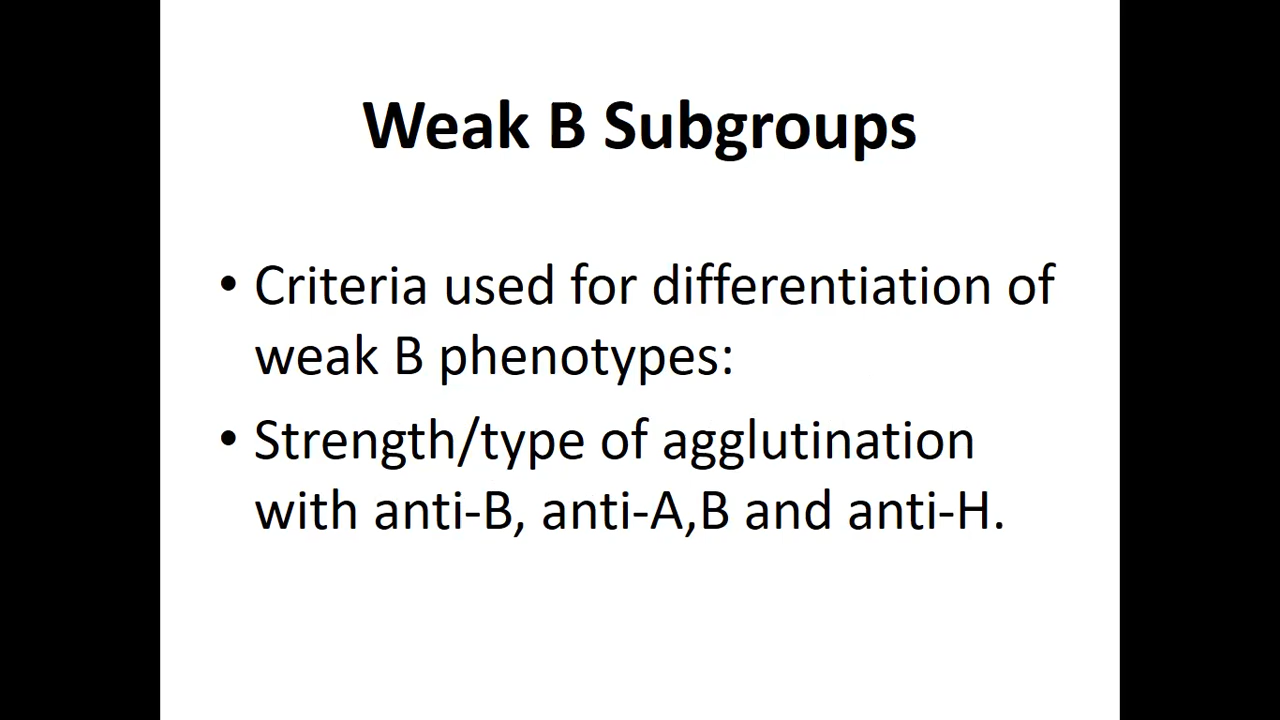 Weak B Subgroups
• Criteria used for differentiation of
weak B phenotypes:
• Strength/type of agglutination
with anti-B, anti-A,B and anti-H.